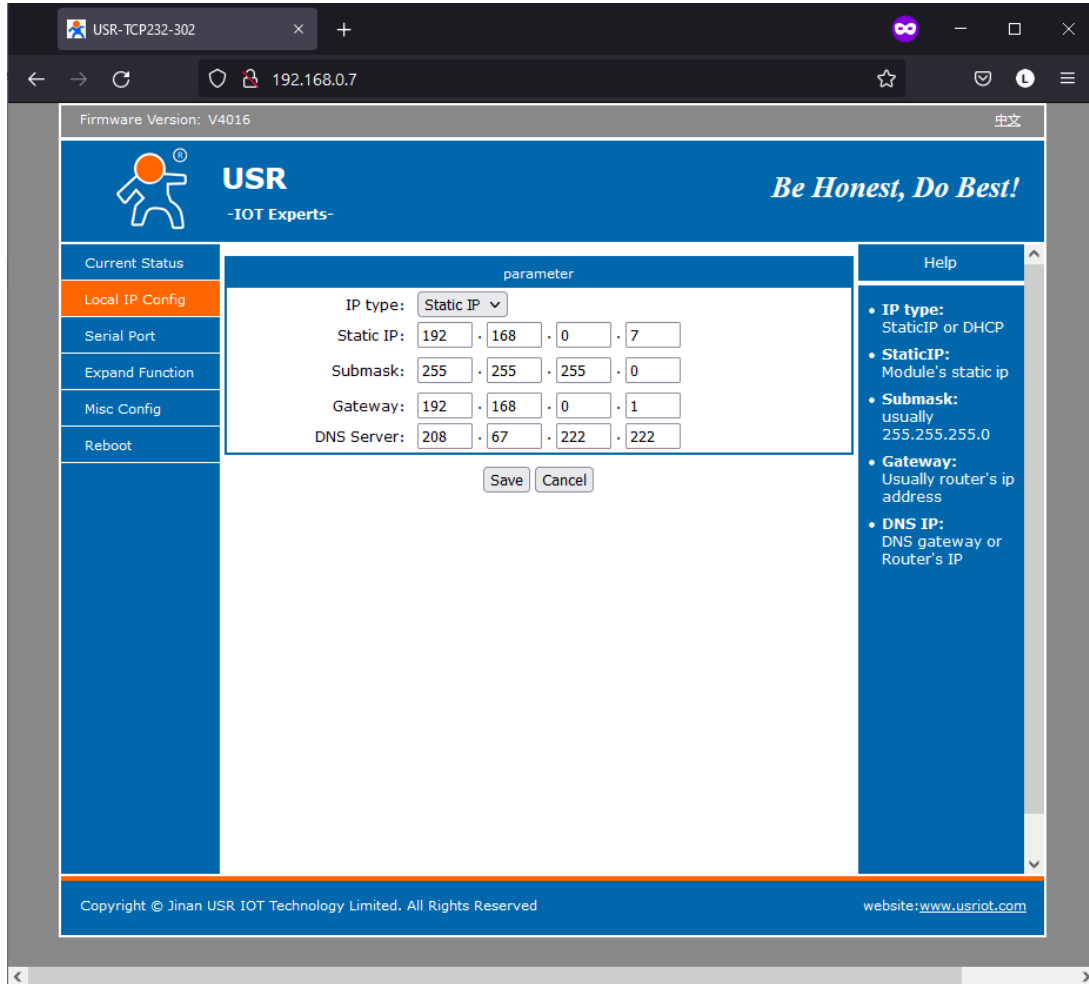 USR-TCP232-302
192.168.0.7
L
Firmware Version: V4016
中文
®
USR
-IOT Experts-
Be Honest, Do Best!
Current Status
Local IP Config
Serial Port
Expand Function
Misc Config
Reboot
parameter
IP type: Static IP
Static IP: 192 . 168 . 0 . 7
Submask: 255 . 255 . 255 . 0
Gateway: 192 . 168 . 0 . 1
DNS Server: 208 . 67 . 222 . 222
Save Cancel
Help
• IP type:
StaticIP or DHCP
• StaticIP:
Module's static ip
• Submask:
usually
255.255.255.0
• Gateway:
Usually router's ip
address
• DNS IP:
DNS gateway or
Router's IP
Copyright © Jinan USR IOT Technology Limited. All Rights Reserved
website:www.usriot.com